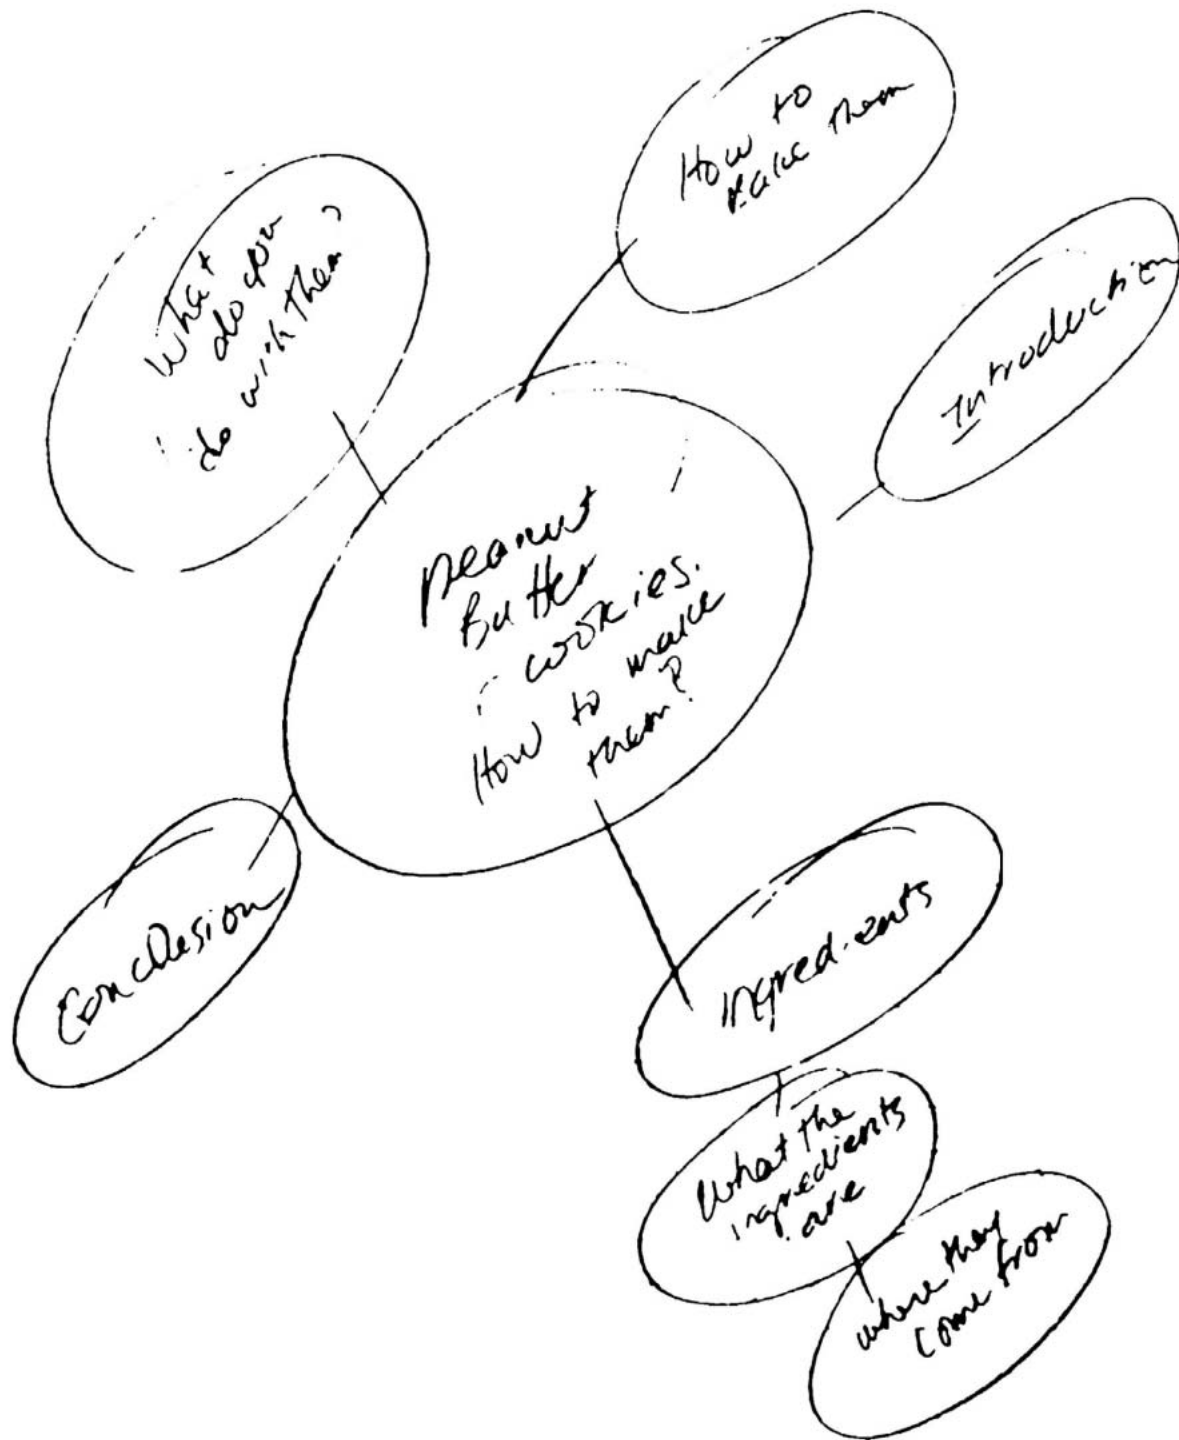 How to
make them
Introduction
What
do you
do with them?
peanut
Butter
cookies.
How to make
them?
Conclusion
Ingredients
What the
ingredients
are
where they
come from